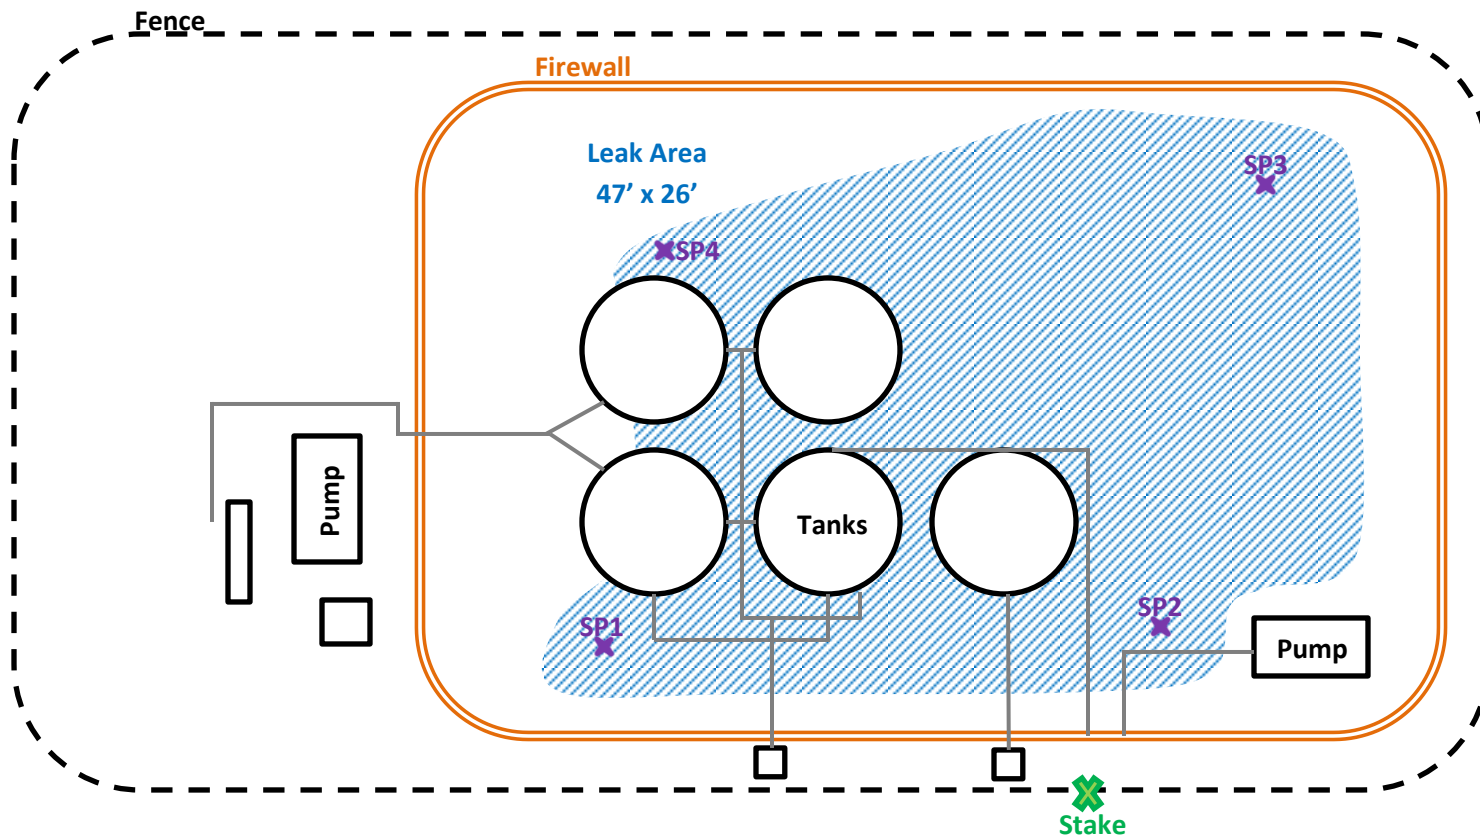 Fence
Firewall
Leak Area
47’ x 26’
SP3
SP4
Pump
Tanks
SP1
SP2
Pump
Stake